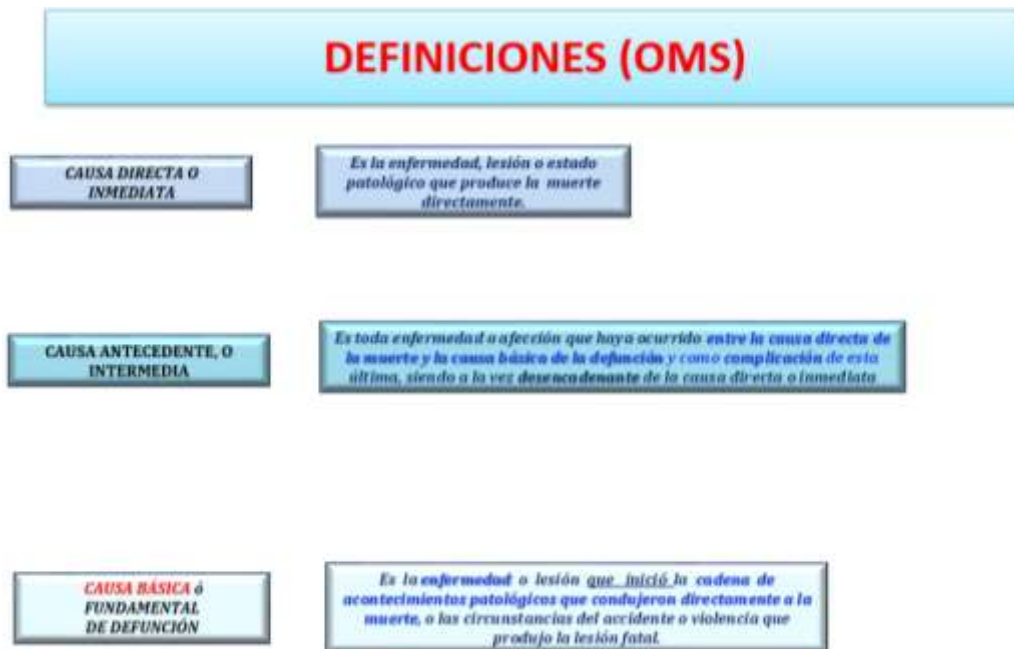 DEFINICIONES (OMS)
CAUSA DIRECTA O
INMEDIATA
Es la enfermedad, lesión o estado
patológico que produce la muerte
directamente.
CAUSA ANTECEDENTE, O
INTERMEDIA
Es toda enfermedad o afección que haya ocurrido entre la causa directa de
la muerte y la causa básica de la defunción y como complicación de esta
última, siendo a la vez desencadenante de la causa directa o inmediata
CAUSA BÁSICA ó
FUNDAMENTAL
DE DEFUNCIÓN
Es la enfermedad o lesión que inició la cadena de
acontecimientos patológicos que condujeron directamente a la
muerte, o las circunstancias del accidente o violencia que
produjo la lesión fatal.